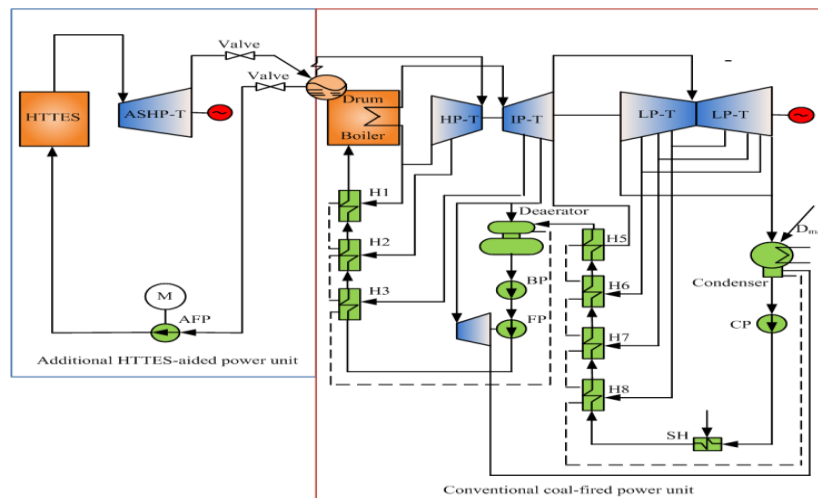 Valve
Valve
HTTES
ASHP-T
Drum
Boiler
HP-T
IP-T
LP-T
LP-T
H1
Deaerator
H2
H5
Condenser
H3
BP
H6
M
AFP
FP
H7
CP
Additional HTTES-aided power unit
H8
SH
Conventional coal-fired power unit